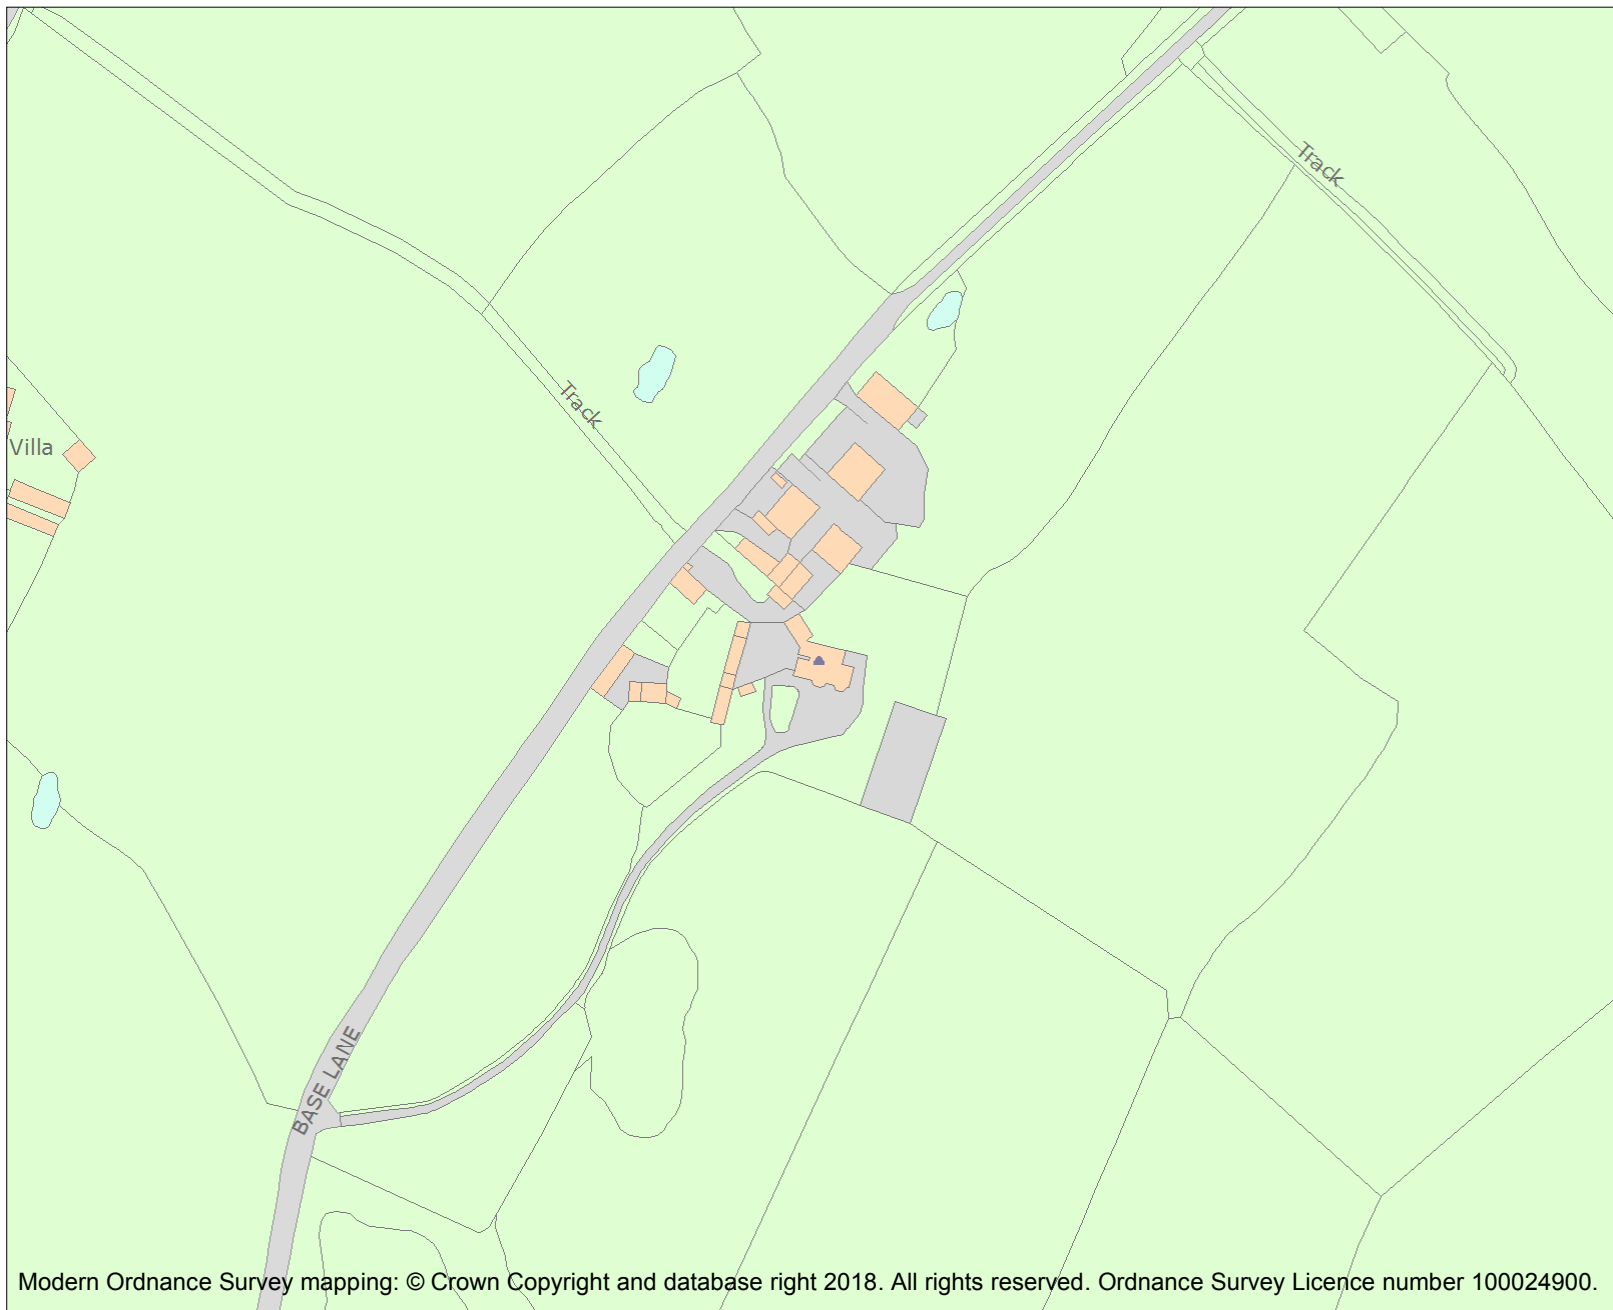 Track
Track
Villa
BASE LANE
Modern Ordnance Survey mapping: © Crown Copyright and database right 2018. All rights reserved. Ordnance Survey Licence number 100024900.